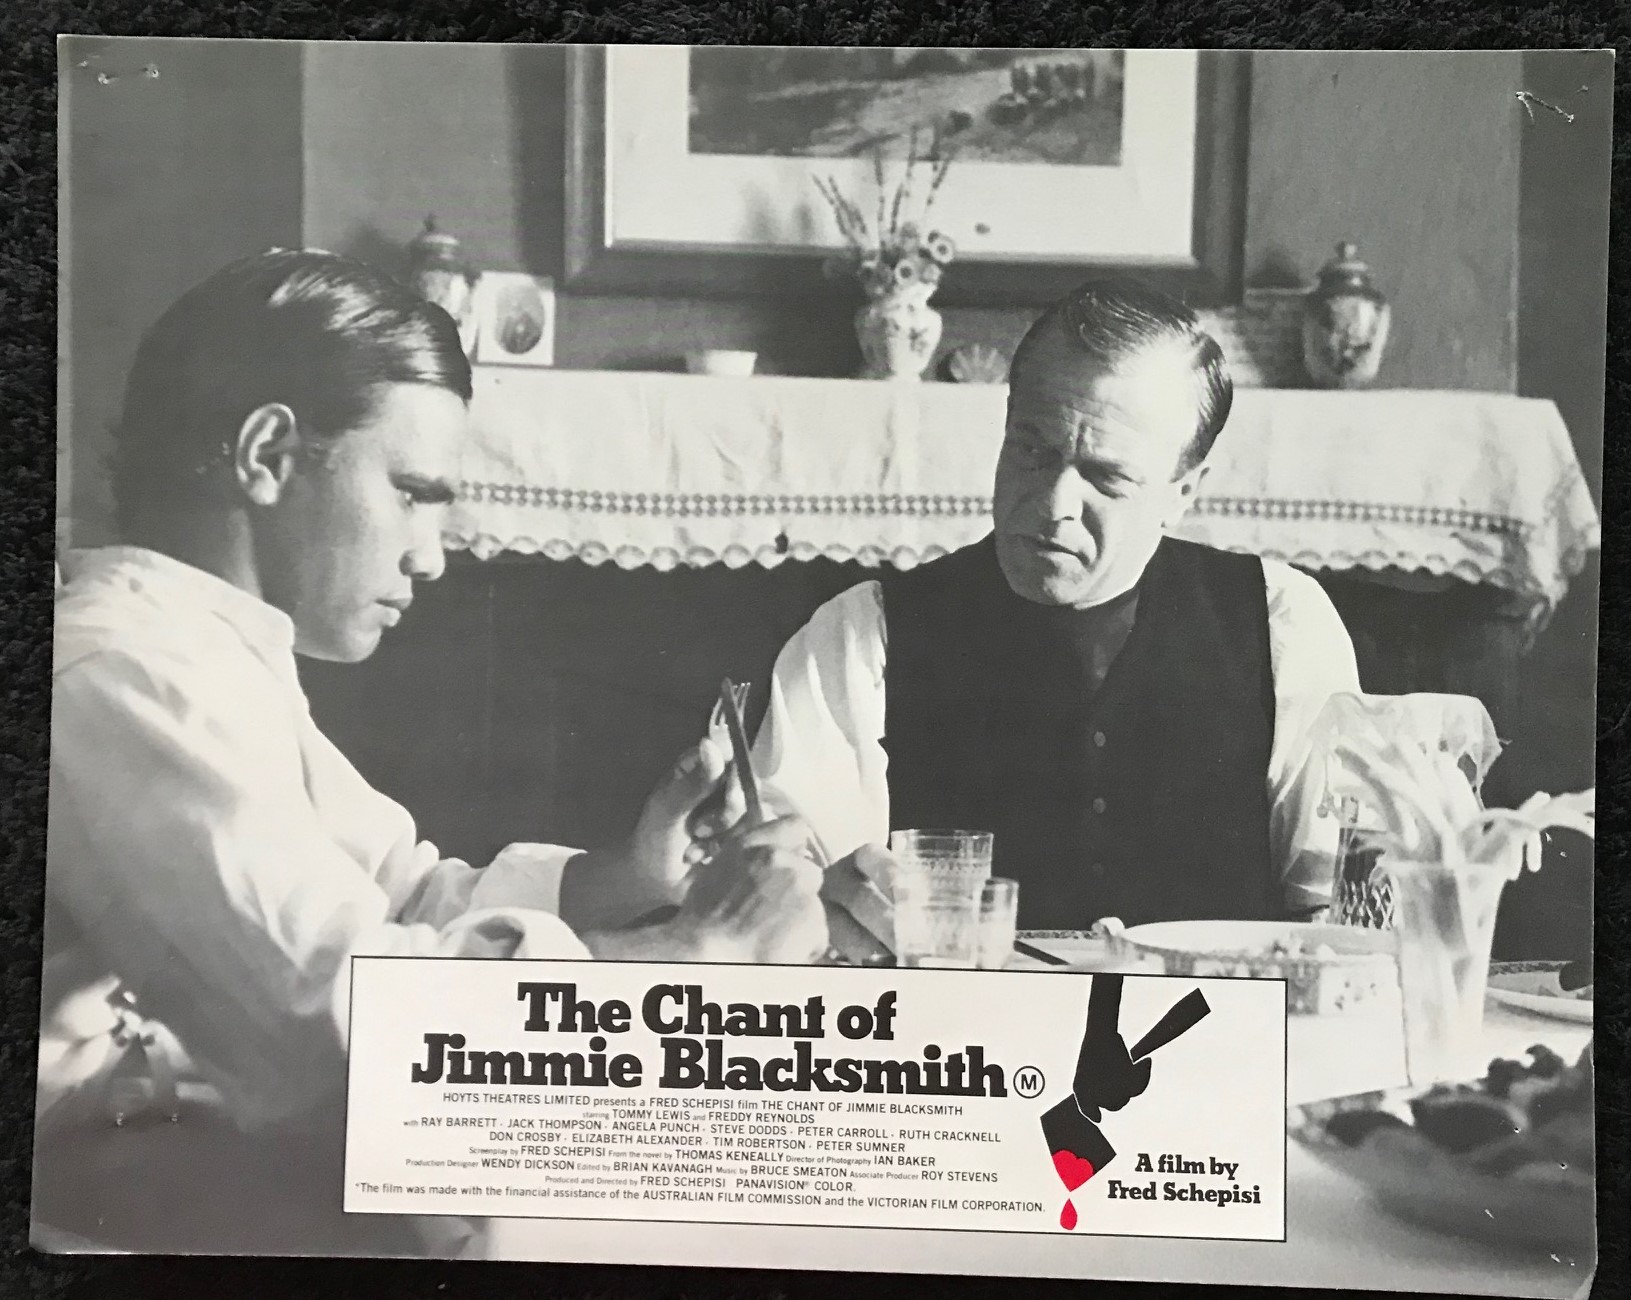 The Chant of
Jimmie Blacksmith M
HOYTS THEATRES LIMITED presents a FRED SCHEPISI film THE CHANT OF JIMMIE BLACKSMITH
starring TOMMY LEWIS and FREDDY REYNOLDS
with RAY BARRETT · JACK THOMPSON · ANGELA PUNCH · STEVE DODDS · PETER CARROLL · RUTH CRACKNELL
DON CROSBY · ELIZABETH ALEXANDER · TIM ROBERTSON · PETER SUMNER
Screenplay by FRED SCHEPISI From the novel by THOMAS KENEALLY Director of Photography IAN BAKER
Production Designer WENDY DICKSON Edited by BRIAN KAVANAGH Music by BRUCE SMEATON Associate Producer ROY STEVENS
Produced and Directed by FRED SCHEPISI PANAVISION® COLOR.
*The film was made with the financial assistance of the AUSTRALIAN FILM COMMISSION and the VICTORIAN FILM CORPORATION.
A film by
Fred Schepisi